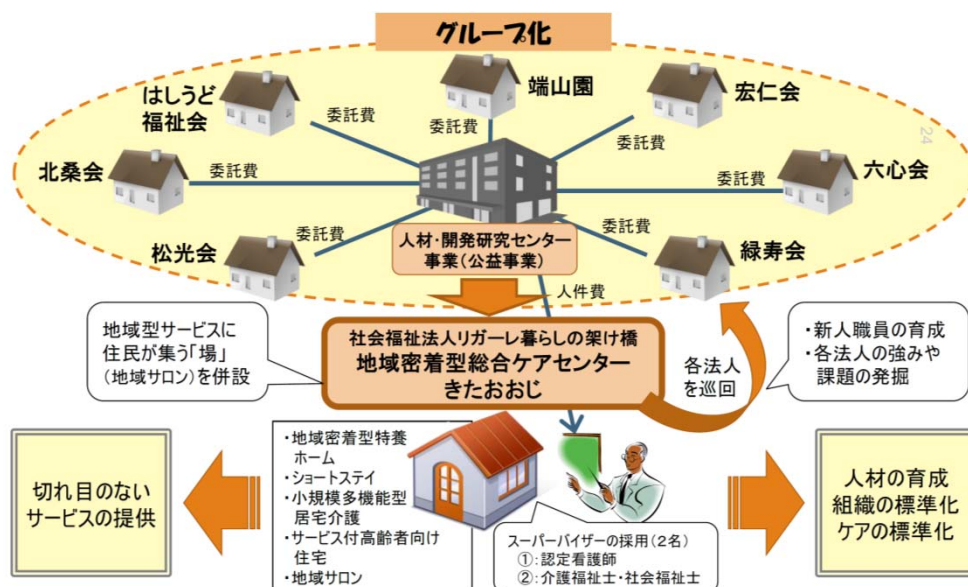 グループ化
はしうど
福祉会
端山園
宏仁会
委託費
委託費
委託費
24
北桑会
委託費
委託費
六心会
松光会
委託費
委託費
緑寿会
人材・開発研究センター
事業(公益事業)
人件費
地域型サービスに
住民が集う「場」
(地域サロン)を併設
社会福祉法人リガーレ暮らしの架け橋
地域密着型総合ケアセンター
きたおおじ
各法人
を巡回
・新人職員の育成
・各法人の強みや
課題の発掘
切れ目のない
サービスの提供
・地域密着型特養
ホーム
・ショートステイ
・小規模多機能型
居宅介護
・サービス付高齢者向け
住宅
・地域サロン
スーパーバイザーの採用(2名)
①:認定看護師
②:介護福祉士・社会福祉士
人材の育成
組織の標準化
ケアの標準化